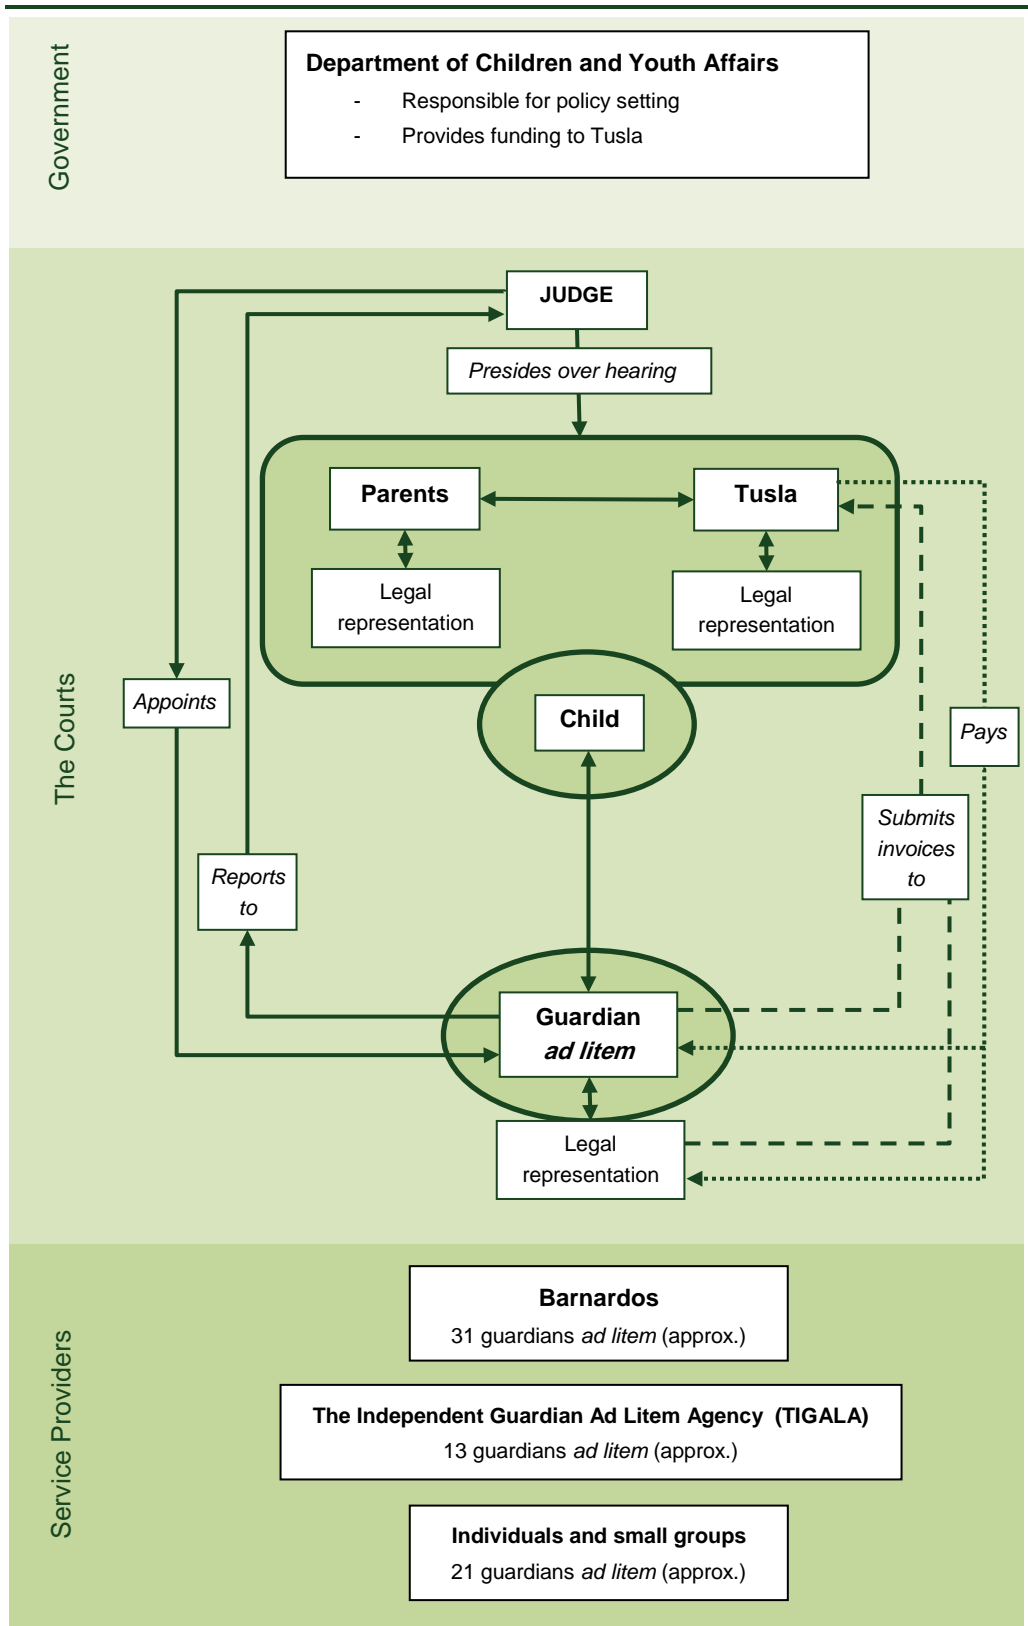 Government
Department of Children and Youth Affairs
- Responsible for policy setting
- Provides funding to Tusla
The Courts
JUDGE
Presides over hearing
Parents
Tusla
Legal
representation
Legal
representation
Appoints
Child
Pays
Submits
invoices
to
Reports
to
Guardian
ad litem
Legal
representation
Service Providers
Barnardos
31 guardians ad litem (approx.)
The Independent Guardian Ad Litem Agency (TIGALA)
13 guardians ad litem (approx.)
Individuals and small groups
21 guardians ad litem (approx.)